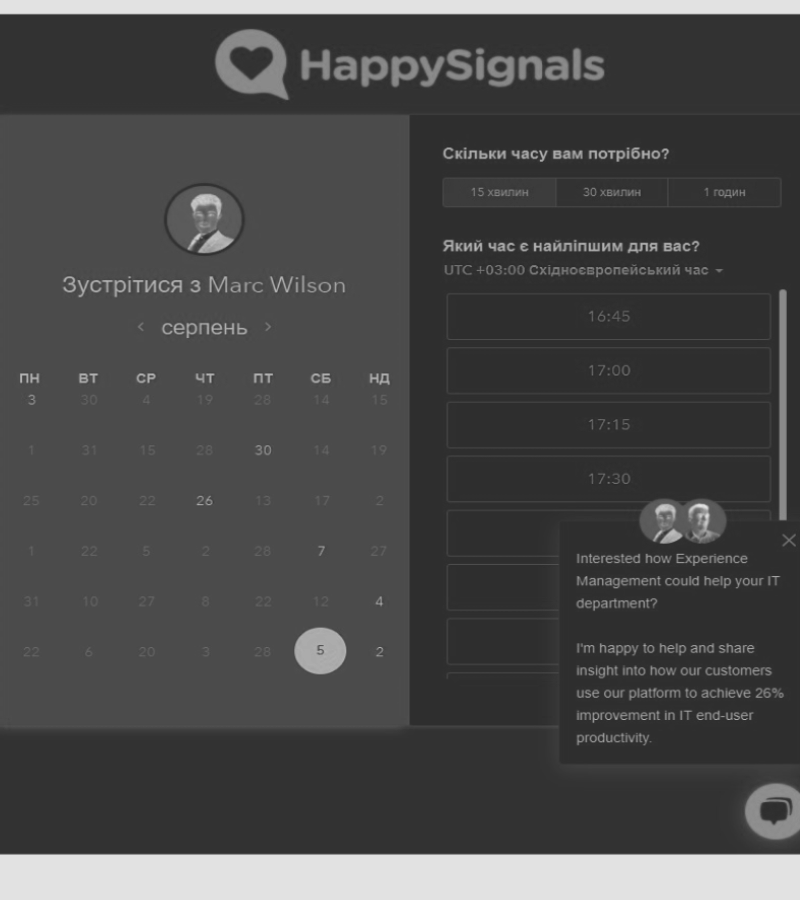 HappySignals
Зустрітися з Marc Wilson
серпень
ПН ВТ СР ЧТ ПТ СБ НД
3 30 4 19 28 14 15
1 31 15 28 30 14 19
25 20 22 26 13 17 2
1 22 5 2 28 7 27
31 10 27 8 22 12 4
22 6 20 3 28 5 2
Скільки часу вам потрібно?
15 хвилин 30 хвилин 1 годин
Який час є найліпшим для вас?
UTC +03:00 Східноєвропейський час
16:45
17:00
17:15
17:30
Interested how Experience
Management could help your IT
department?
I'm happy to help and share
insight into how our customers
use our platform to achieve 26%
improvement in IT end-user
productivity.